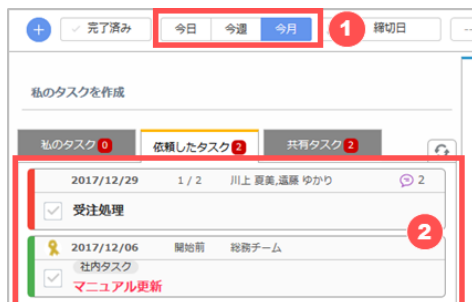 完了済み 今日 今週 今月 1 締切日 --
私のタスクを作成
私のタスク 0 依頼したタスク 2 共有タスク 2
2017/12/29 1 / 2 川上 夏美,遠藤 ゆかり 2
受注処理
2
2017/12/06 開始前 総務チーム
社内タスク
マニュアル更新